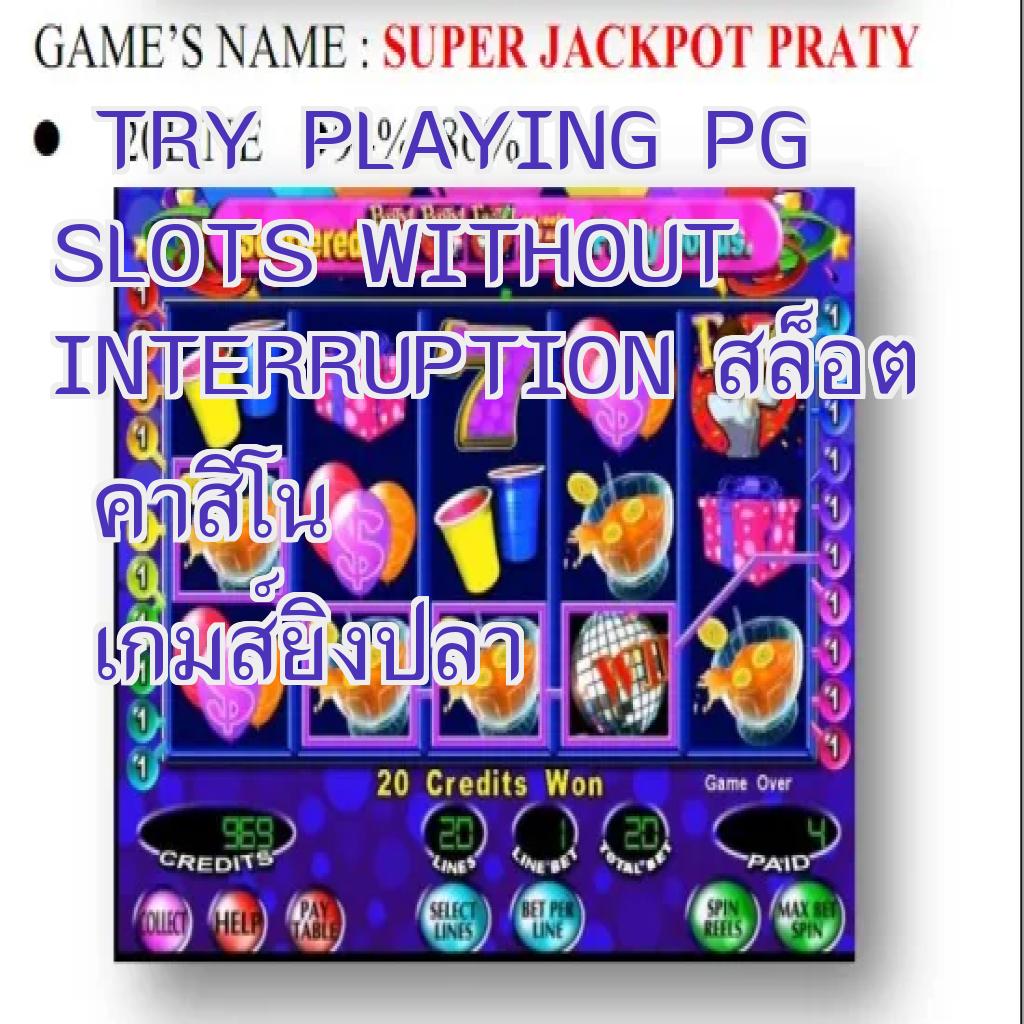 GAME'S NAME : SUPER JACKPOT PRATY
TRY PLAYING PG
SLOTS WITHOUT
INTERRUPTION สล็อต
คาสิโน
เกมส์ยิงปลา
20 Credits Won
Game Over
969
CREDITS
20
LINES
1
LINE BET
20
TOTAL BET
4
PAID
COLLECT
HELP
PAY TABLE
SELECT LINES
BET PER LINE
SPIN REELS
MAX BET SPIN